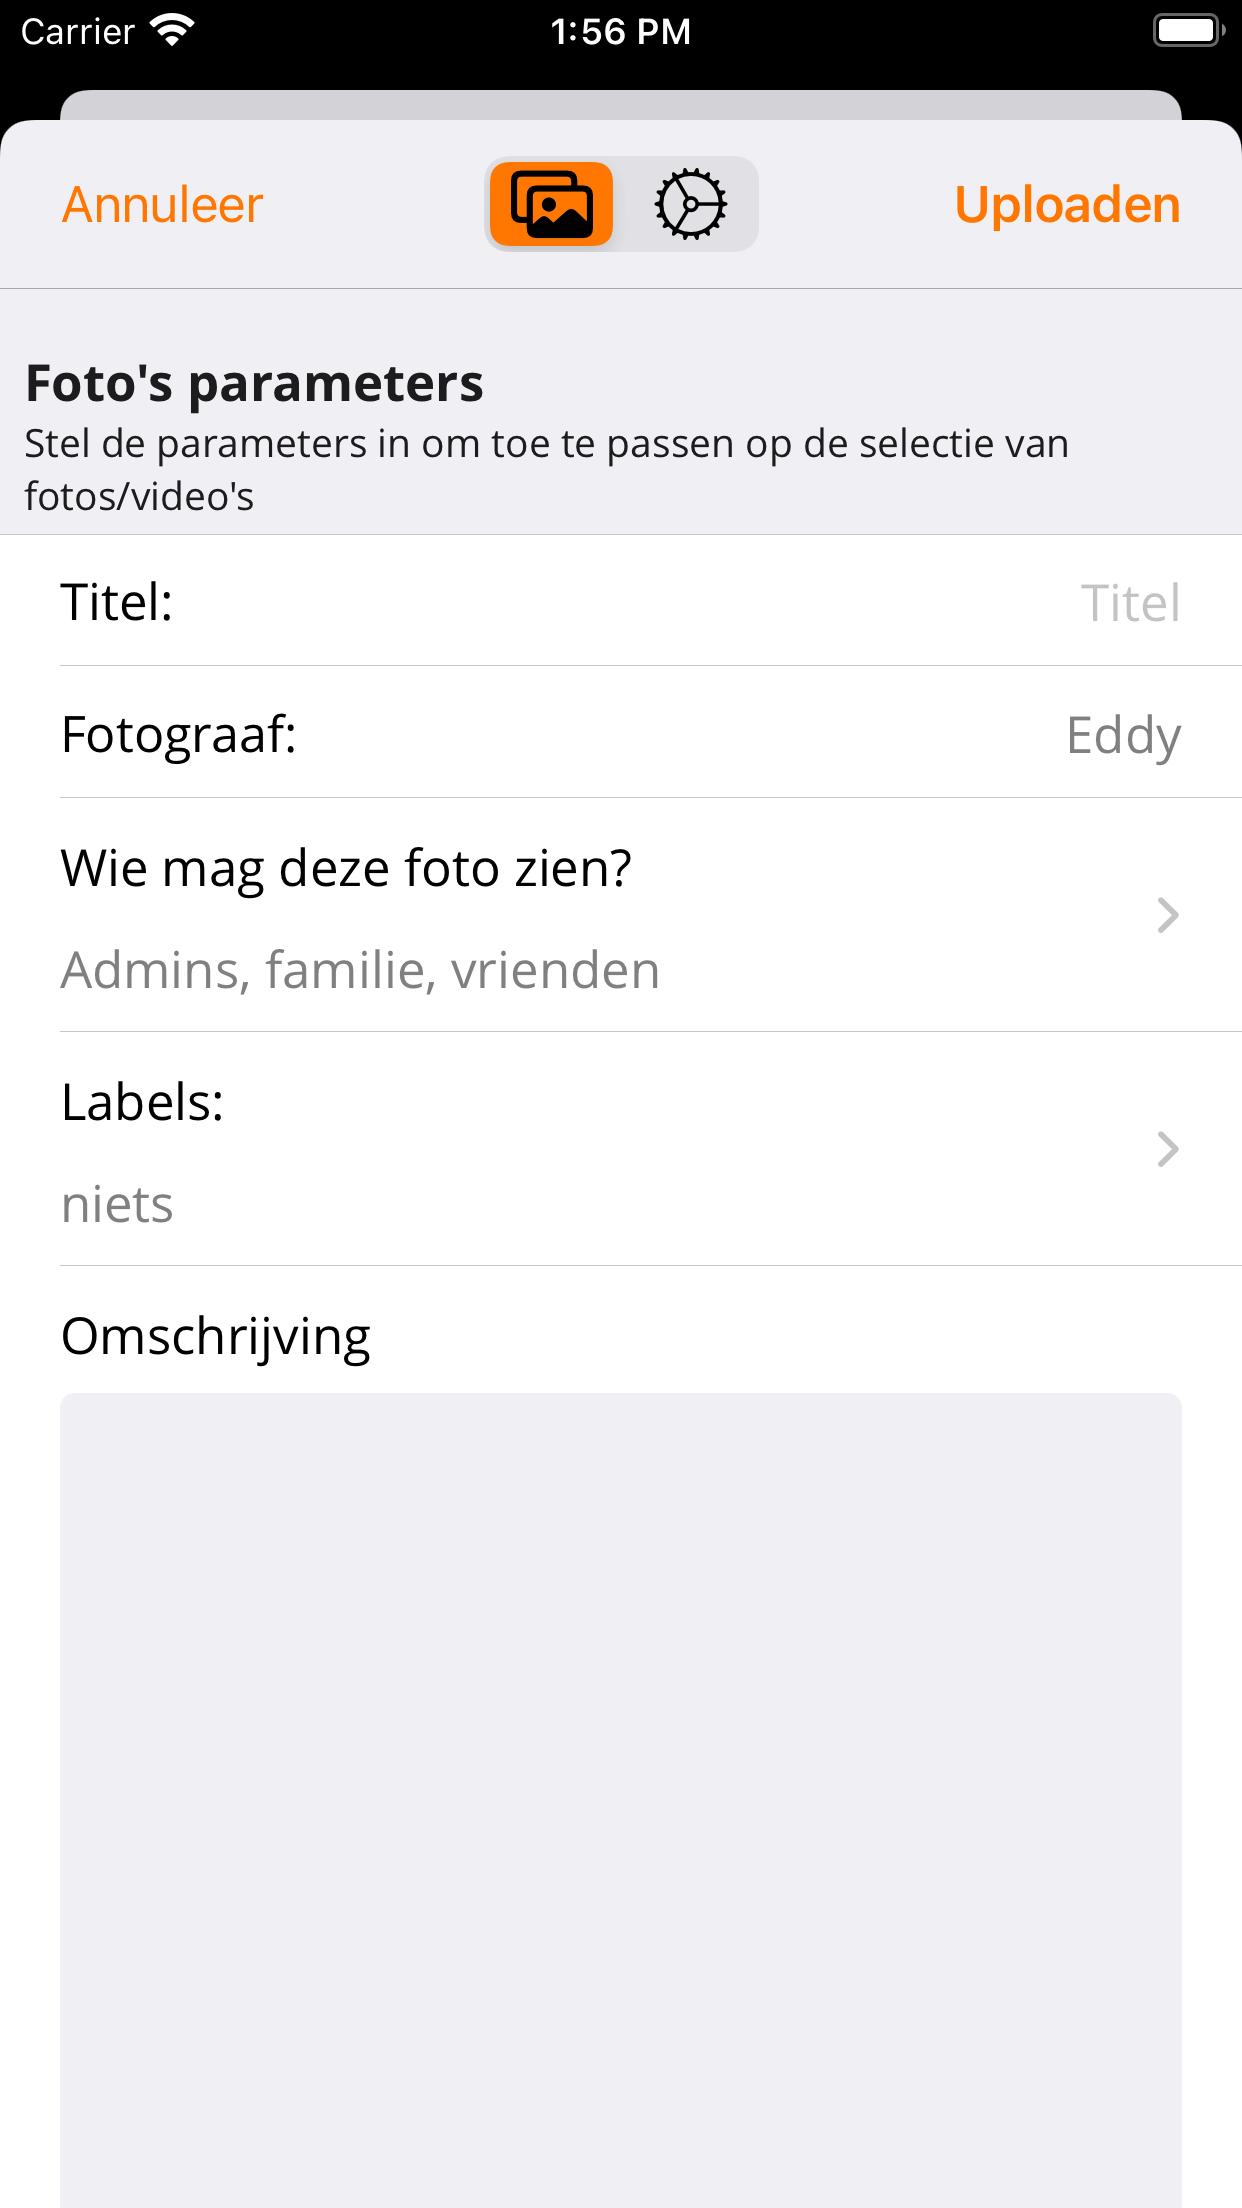 Carrier
1:56 PM
Annuleer
Uploaden
Foto's parameters
Stel de parameters in om toe te passen op de selectie van
fotos/video's
Titel:
Titel
Fotograaf:
Eddy
Wie mag deze foto zien?
Admins, familie, vrienden
Labels:
niets
Omschrijving